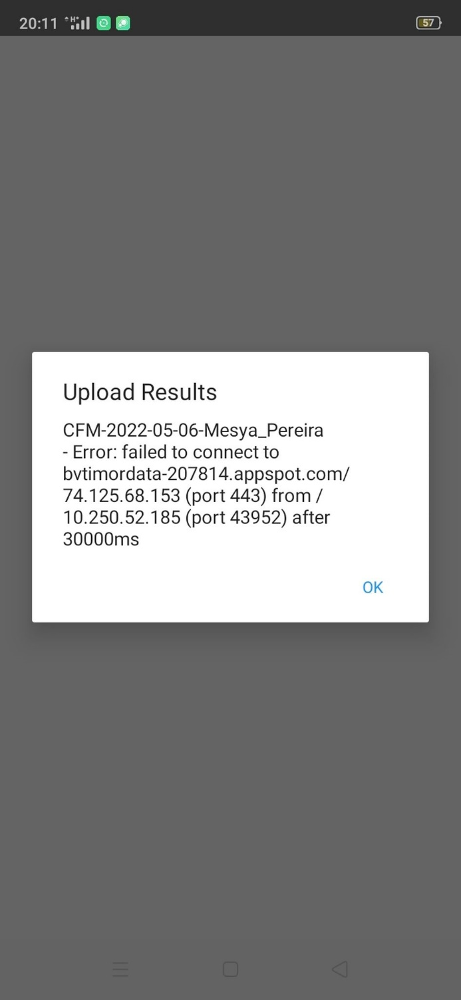 20:11 H+ 57
Upload Results
CFM-2022-05-06-Mesya_Pereira
- Error: failed to connect to
bvtimordata-207814.appspot.com/
74.125.68.153 (port 443) from /
10.250.52.185 (port 43952) after
30000ms
OK